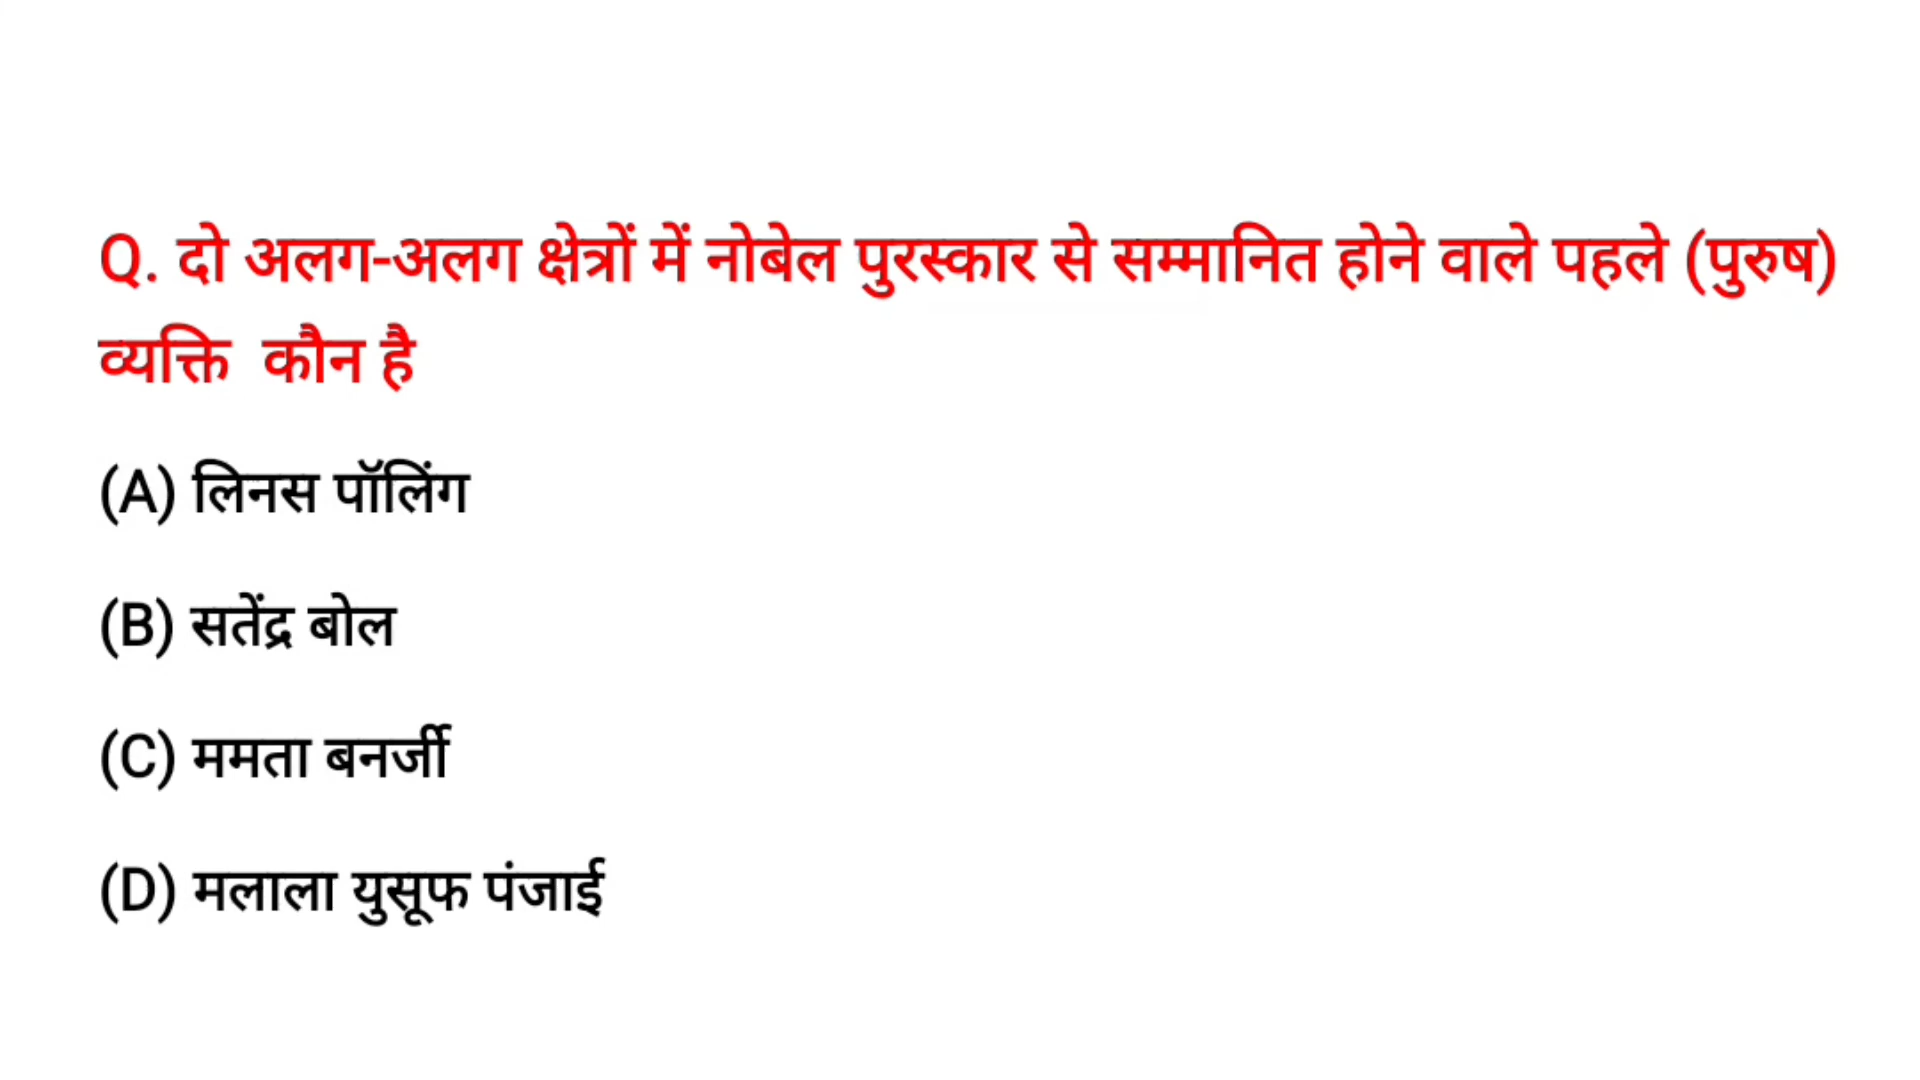 Q. दो अलग-अलग क्षेत्रों में नोबेल पुरस्कार से सम्मानित होने वाले पहले (पुरुष)
व्यक्ति कौन है
(A) लिनस पॉलिंग
(B) सतेंद्र बोल
(C) ममता बनर्जी
(D) मलाला युसूफ पंजाई